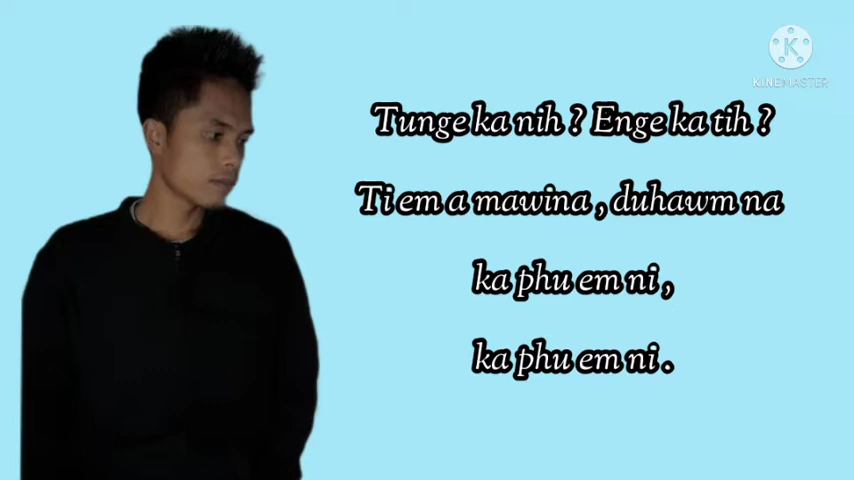 KINEMASTER
Tunge ka nih ? Enge ka tih ?
Ti em a mawina , duhawm na
ka phu em ni ,
ka phu em ni .